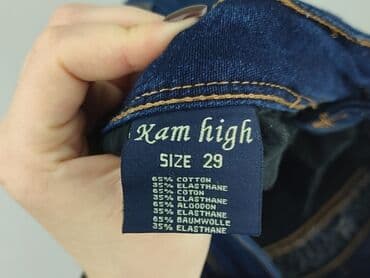 Kam high
SIZE 29
65% COTTON
35% ELASTHANE
65% COTON
35% ELASTHANE
65% ALGODON
35% ELASTHANE
65% BAUMWOLLE
35% ELASTHANE